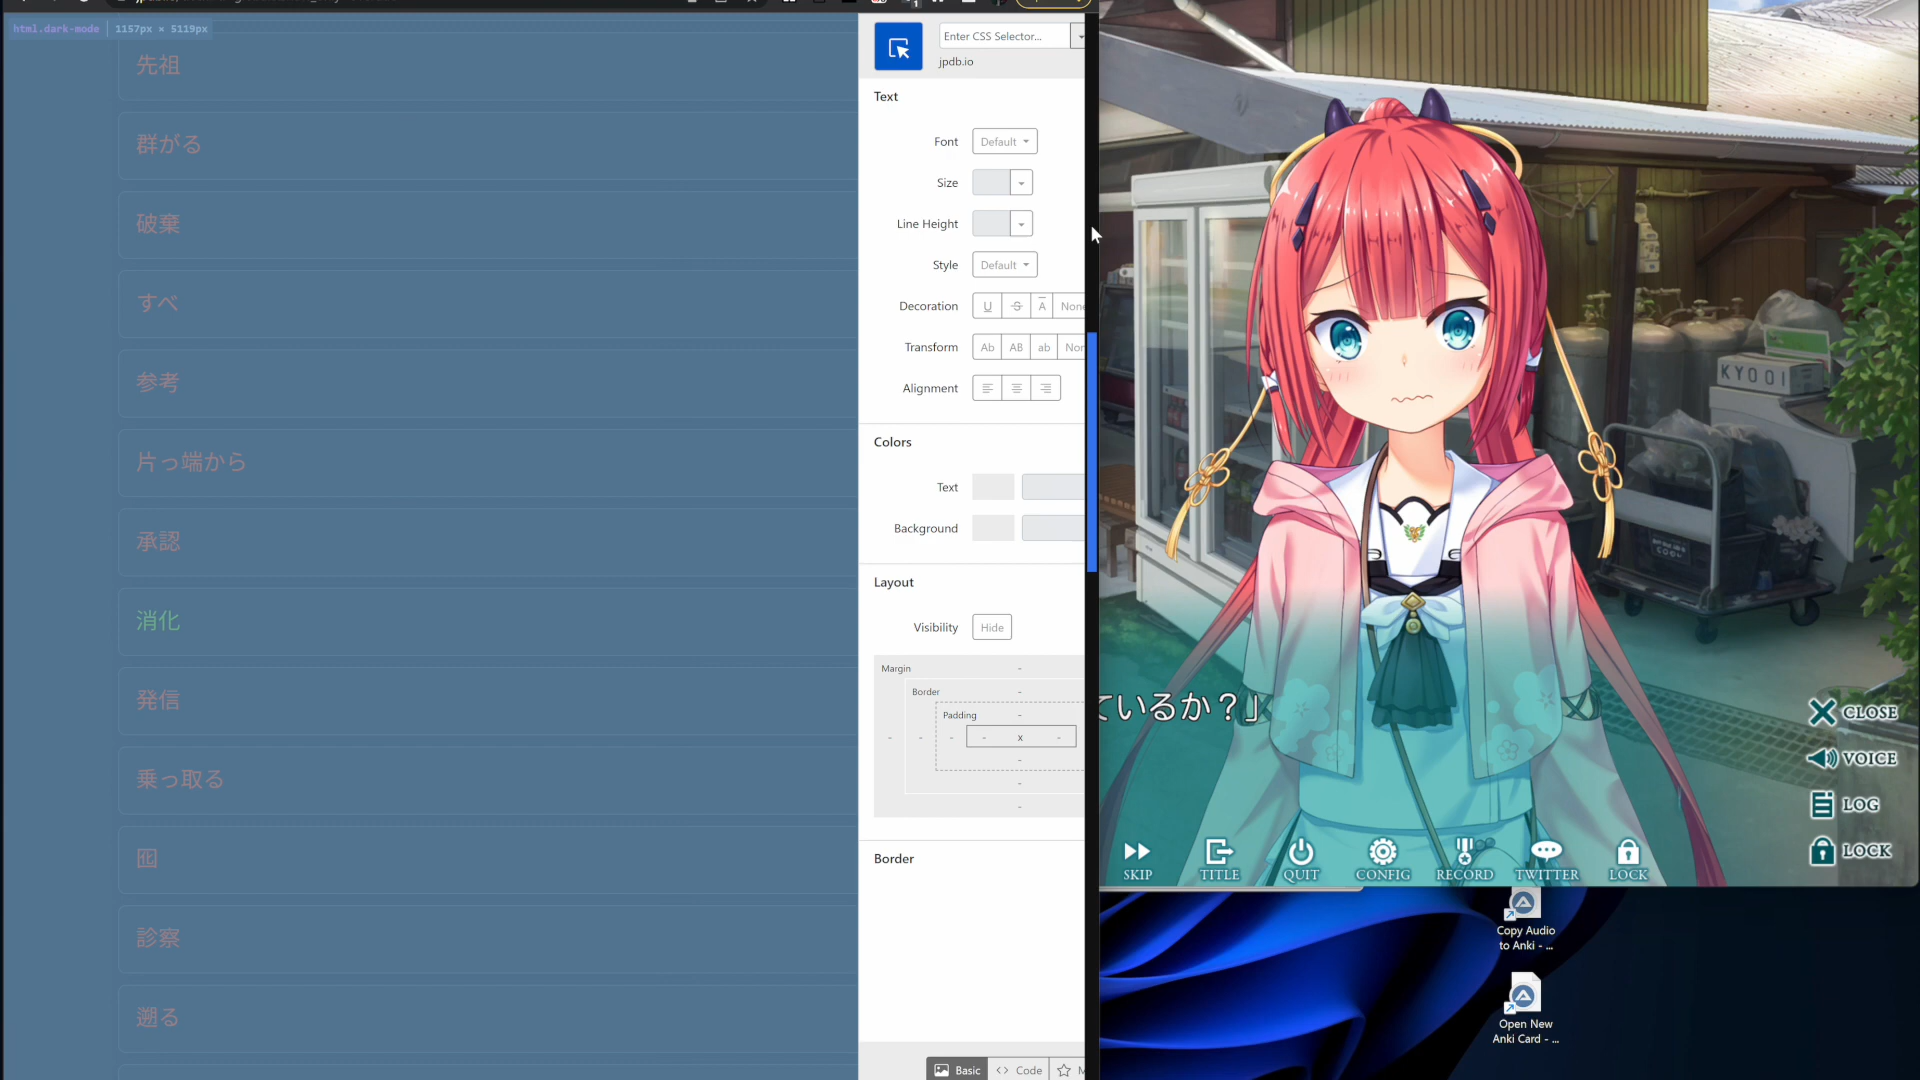 html.dark-mode 1157px × 5119px
先祖
群がる
破棄
すべ
参考
片っ端から
承認
消化
発信
乗っ取る
囮
診察
遡る
Enter CSS Selector...
jpdb.io
Text
Font Default
Size
Line Height
Style Default
Decoration U S A None
Transform Ab AB ab Nor
Alignment
Colors
Text
Background
Layout
Visibility Hide
Margin -
Border -
Padding -
- - - - x -
-
-
-
Border
Basic Code M
KYOOI
ているか？」
CLOSE
VOICE
LOG
LOCK
SKIP TITLE QUIT CONFIG RECORD TWITTER LOCK
Copy Audio
to Anki - ...
Open New
Anki Card - ...